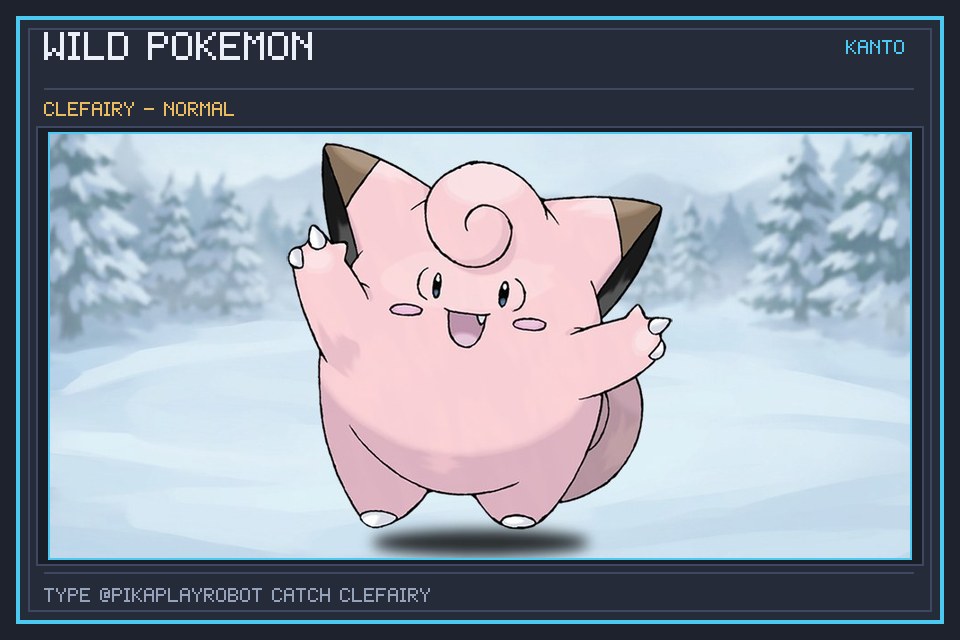 WILD POKEMON
KANTO
CLEFAIRY - NORMAL
TYPE @PIKAPLAYROBOT CATCH CLEFAIRY